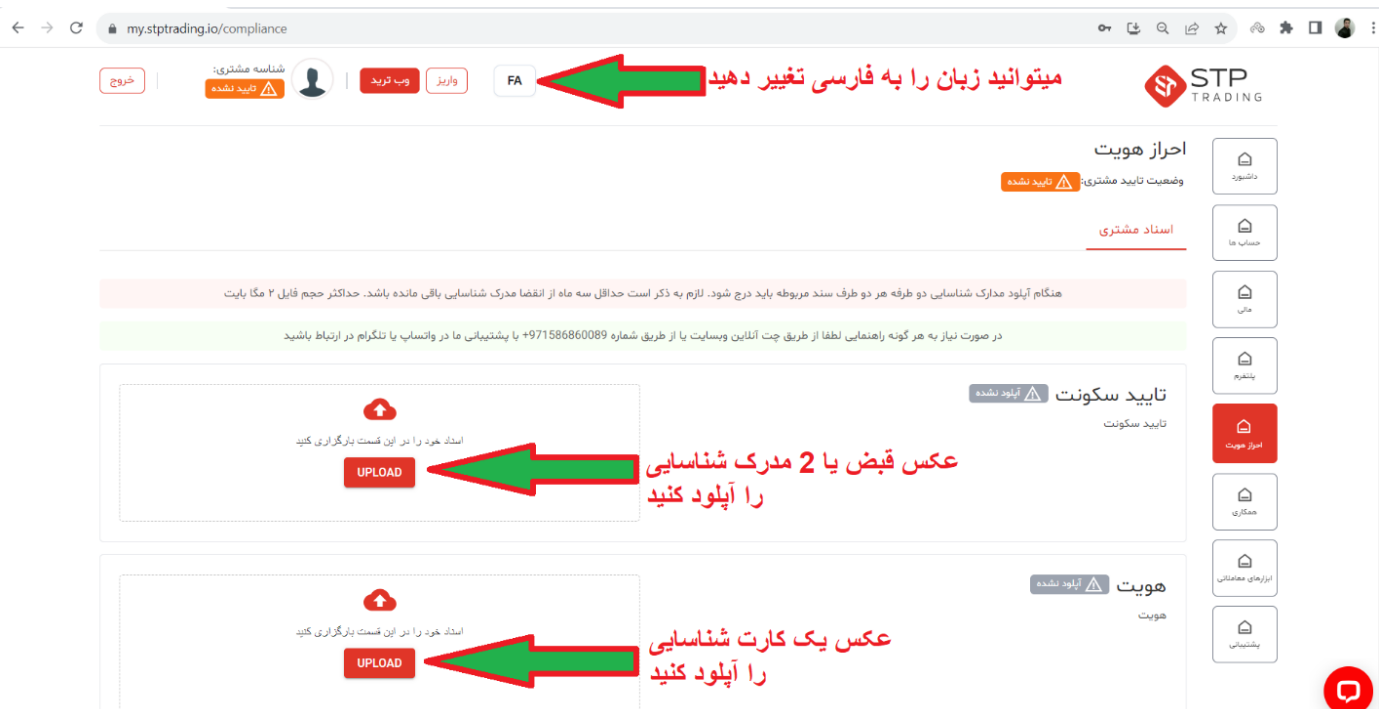 my.stptrading.io/compliance
STP
TRADING
میتوانید زبان را به فارسی تغییر دهید
FA
واریز
وب ترید
شناسه مشتری:
تایید نشده
خروج
احراز هویت
وضعیت تایید مشتری:
تایید نشده
اسناد مشتری
هنگام آپلود مدارک شناسایی دو طرفه هر دو طرف سند مربوطه باید درج شود. لازم به ذکر است حداقل سه ماه از انقضا مدرک شناسایی باقی مانده باشد. حداکثر حجم فایل ۲ مگا بایت
در صورت نیاز به هر گونه راهنمایی لطفا از طریق چت آنلاین وبسایت یا از طریق شماره 971586860089+ با پشتیبانی ما در واتساپ یا تلگرام در ارتباط باشید
تایید سکونت
آپلود نشده
تایید سکونت
اسناد خود را در این قسمت بارگزاری کنید
UPLOAD
عکس قبض یا 2 مدرک شناسایی
را آپلود کنید
هویت
آپلود نشده
هویت
اسناد خود را در این قسمت بارگزاری کنید
UPLOAD
عکس یک کارت شناسایی
را آپلود کنید
داشبورد
حساب ها
مالی
پلتفرم
احراز هویت
همکاری
ابزارهای معاملاتی
پشتیبانی